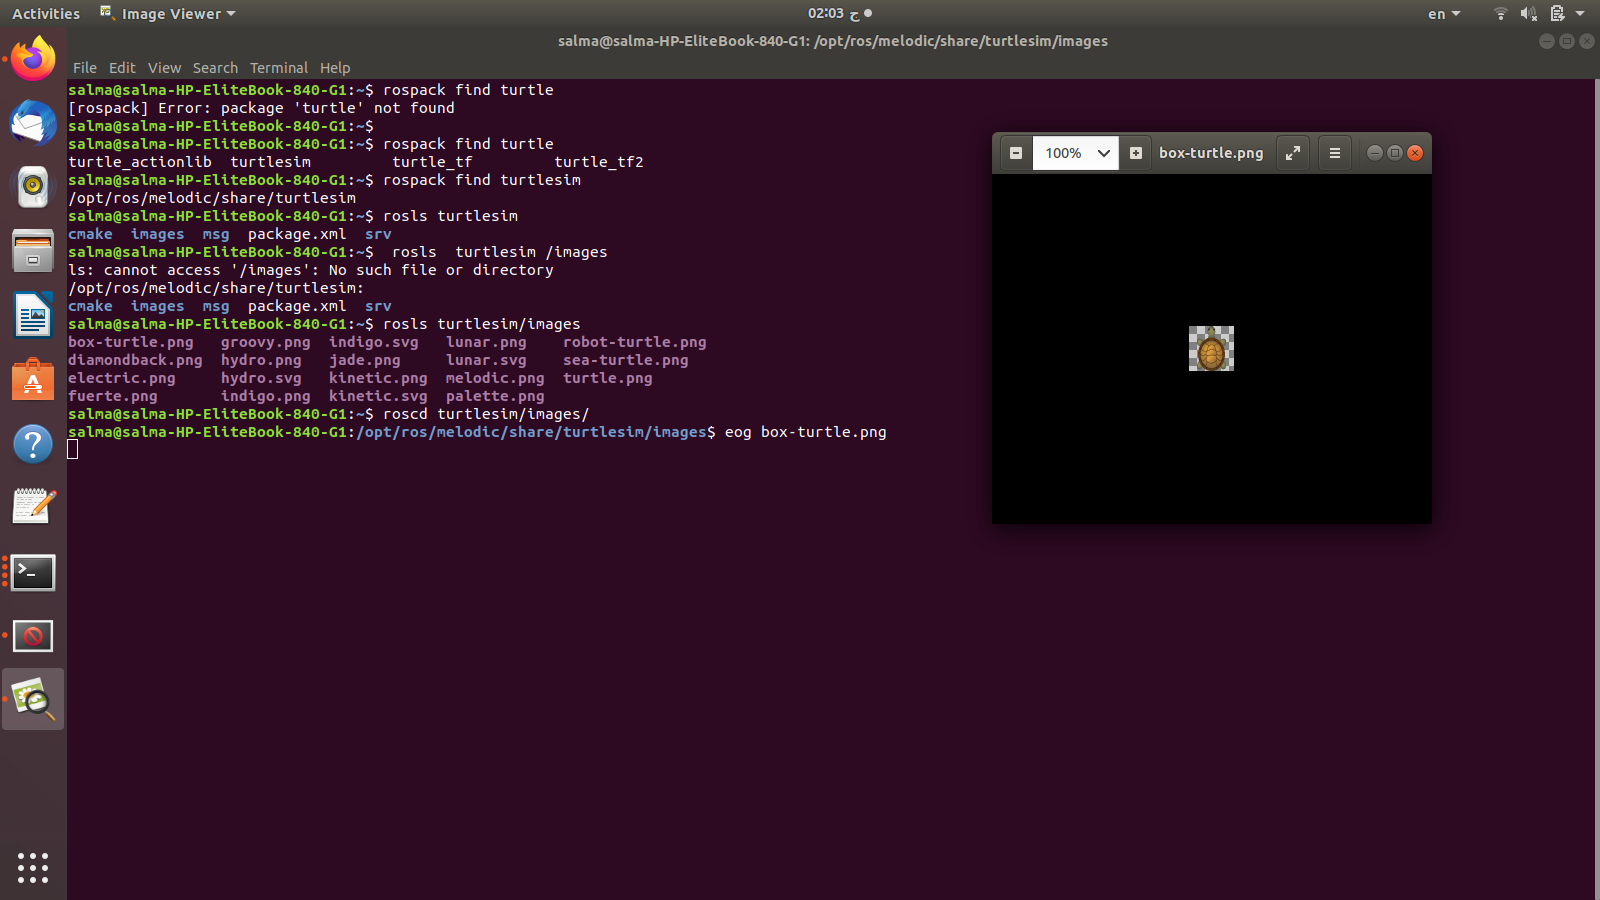 Activities Image Viewer 02:03 ح en
salma@salma-HP-EliteBook-840-G1: /opt/ros/melodic/share/turtlesim/images
File Edit View Search Terminal Help
salma@salma-HP-EliteBook-840-G1:~$ rospack find turtle
[rospack] Error: package 'turtle' not found
salma@salma-HP-EliteBook-840-G1:~$
salma@salma-HP-EliteBook-840-G1:~$ rospack find turtle
turtle_actionlib turtlesim turtle_tf turtle_tf2
salma@salma-HP-EliteBook-840-G1:~$ rospack find turtlesim
/opt/ros/melodic/share/turtlesim
salma@salma-HP-EliteBook-840-G1:~$ rosls turtlesim
cmake images msg package.xml srv
salma@salma-HP-EliteBook-840-G1:~$ rosls turtlesim /images
ls: cannot access '/images': No such file or directory
/opt/ros/melodic/share/turtlesim:
cmake images msg package.xml srv
salma@salma-HP-EliteBook-840-G1:~$ rosls turtlesim/images
box-turtle.png groovy.png indigo.svg lunar.png robot-turtle.png
diamondback.png hydro.png jade.png lunar.svg sea-turtle.png
electric.png hydro.svg kinetic.png melodic.png turtle.png
fuerte.png indigo.png kinetic.svg palette.png
salma@salma-HP-EliteBook-840-G1:~$ roscd turtlesim/images/
salma@salma-HP-EliteBook-840-G1:/opt/ros/melodic/share/turtlesim/images$ eog box-turtle.png
100% box-turtle.png